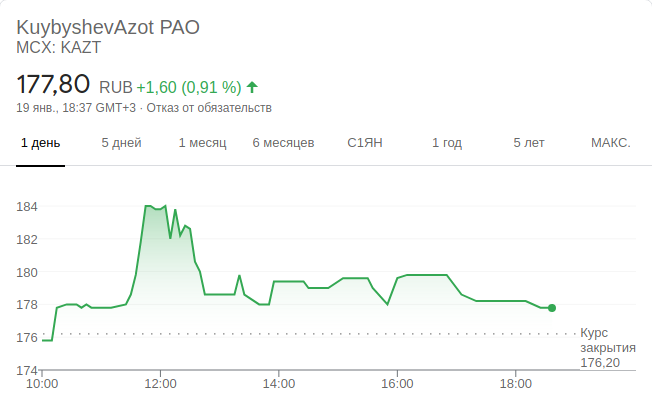 KuybyshevAzot PAO
MCX: KAZT
177,80 RUB +1,60 (0,91 %)
19 янв., 18:37 GMT+3 · Отказ от обязательств
1 день 5 дней 1 месяц 6 месяцев С1ЯН 1 год 5 лет МАКС.
184
182
180
178
176
174
Курс
закрытия
176,20
10:00 12:00 14:00 16:00 18:00